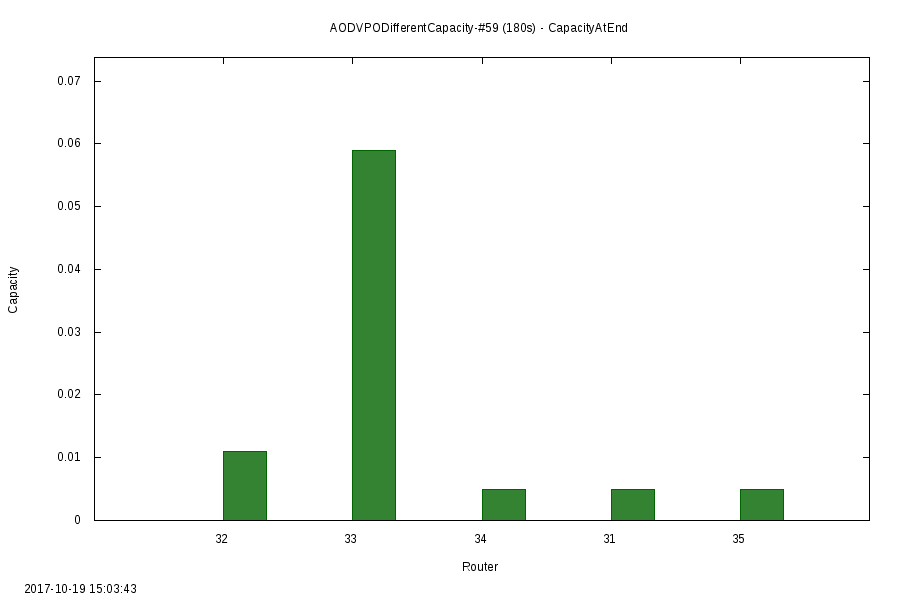 AODVPODifferentCapacity-#59 (180s) - CapacityAtEnd
0.07
0.06
0.05
0.04
0.03
0.02
0.01
0
Capacity
32 33 34 31 35
Router
2017-10-19 15:03:43